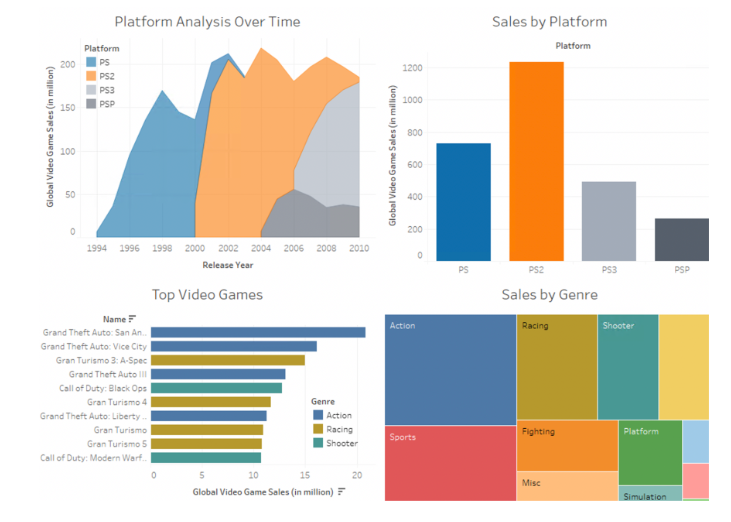 Platform Analysis Over Time
Global Video Game Sales (in million)
200
150
100
50
0
Platform
PS
PS2
PS3
PSP
1994 1996 1998 2000 2002 2004 2006 2008 2010
Release Year
Sales by Platform
Platform
Global Video Game Sales (in million)
1200
1000
800
600
400
200
0
PS PS2 PS3 PSP
Top Video Games
Name
Grand Theft Auto: San An..
Grand Theft Auto: Vice City
Gran Turismo 3: A-Spec
Grand Theft Auto III
Call of Duty: Black Ops
Gran Turismo 4
Grand Theft Auto: Liberty ..
Gran Turismo
Gran Turismo 5
Call of Duty: Modern Warf..
0 5 10 15 20
Global Video Game Sales (in million)
Genre
Action
Racing
Shooter
Sales by Genre
Action
Racing
Shooter
Sports
Fighting
Platform
Misc
Simulation